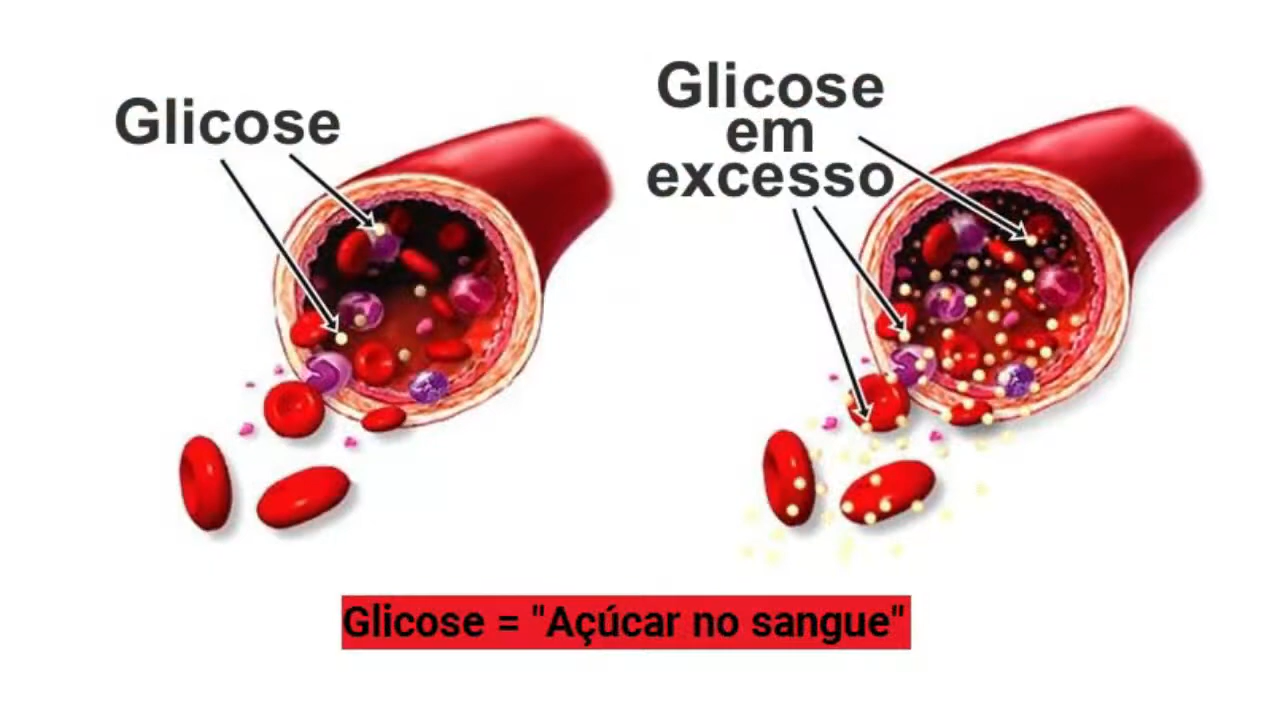 Glicose
Glicose
em
excesso
Glicose = "Açúcar no sangue"